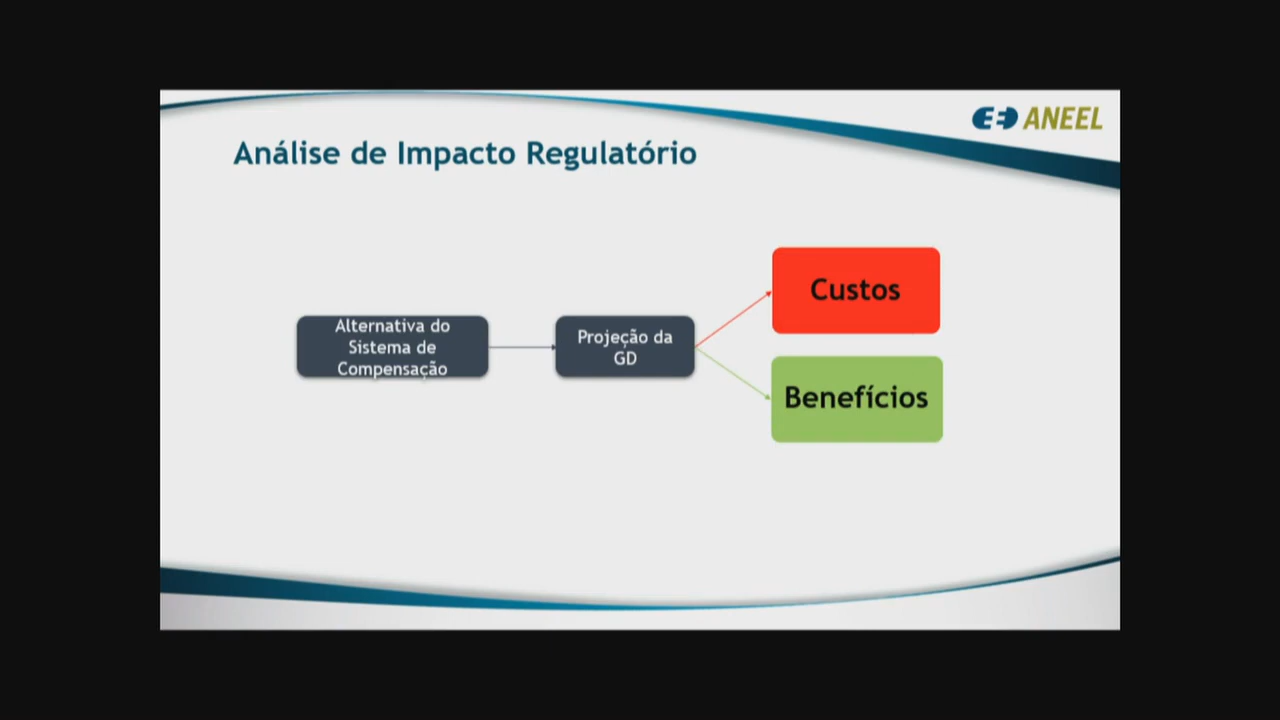 ANEEL
Análise de Impacto Regulatório
Alternativa do
Sistema de
Compensação
Projeção da
GD
Custos
Benefícios